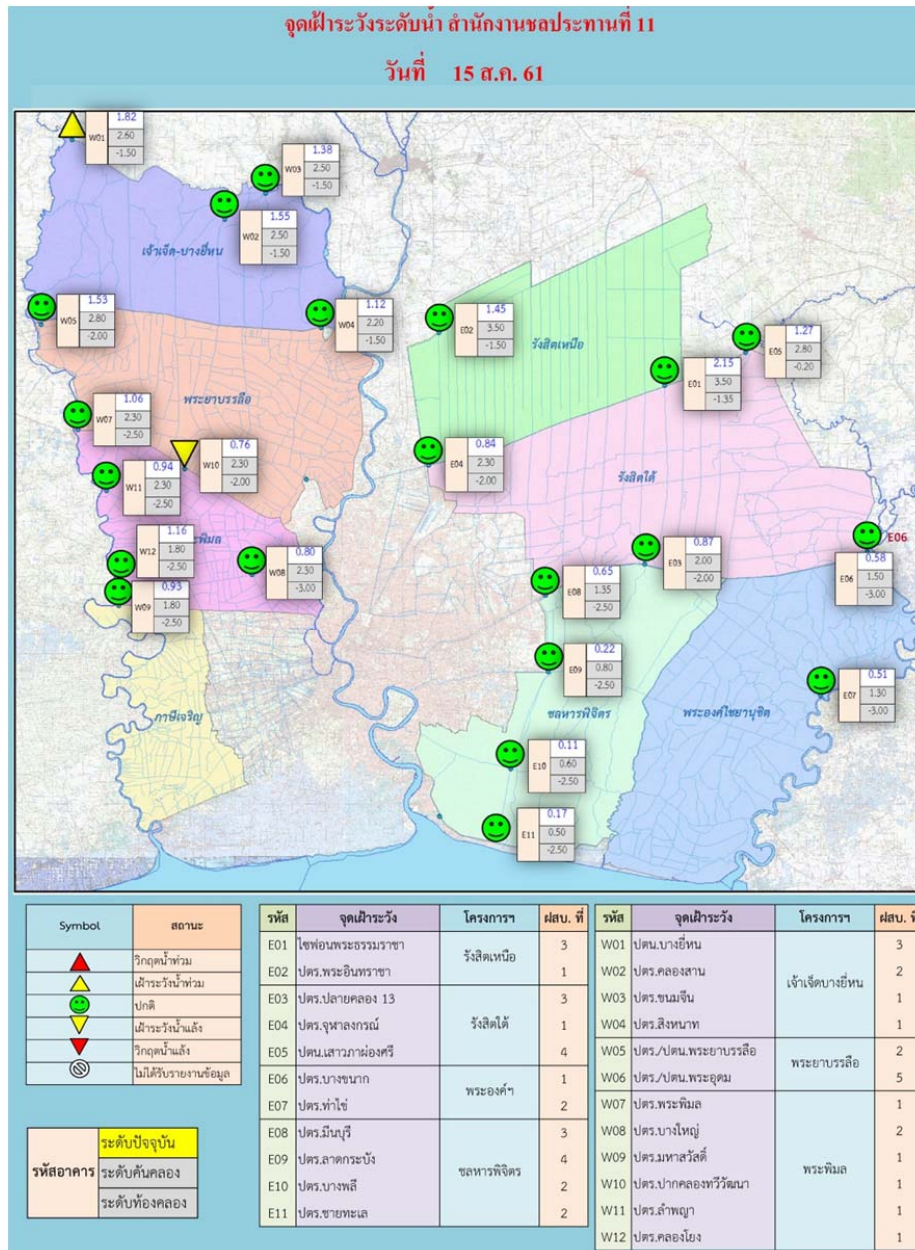 จุดเฝ้าระวังระดับน้ำ สำนักงานชลประทานที่ 11
วันที่ 15 ส.ค. 61
W01 1.82 2.60 -1.50
W03 1.38 2.50 -1.50
W02 1.55 2.50 -1.50
เจ้าเจ็ด-บางยี่หน
W05 1.53 2.80 -2.00
W04 1.12 2.20 -1.50
E02 1.45 3.50 -1.50
รังสิตเหนือ
E05 1.27 2.80 -0.20
E01 2.15 3.50 -1.35
พระยาบรรลือ
W07 1.06 2.30 -2.50
W10 0.76 2.30 -2.00
E04 0.84 2.30 -2.00
รังสิตใต้
W11 0.94 2.30 -2.50
W12 1.16 1.80 -2.50
ะพิมล
W08 0.80 2.30 -3.00
E03 0.87 2.00 -2.00
E06
E06 0.58 1.50 -3.00
W09 0.93 1.80 -2.50
E08 0.65 1.35 -2.50
E09 0.22 0.80 -2.50
E07 0.51 1.30 -3.00
ภาษีเจริญ
ชลหารพิจิตร
พระองค์ไชยานุชิต
E10 0.11 0.60 -2.50
E11 0.17 0.50 -2.50
Symbol สถานะ
วิกฤตน้ำท่วม
เฝ้าระวังน้ำท่วม
ปกติ
เฝ้าระวังน้ำแล้ง
วิกฤตน้ำแล้ง
ไม่ได้รับรายงานข้อมูล
รหัสอาคาร
ระดับปัจจุบัน
ระดับคันคลอง
ระดับท้องคลอง
รหัส จุดเฝ้าระวัง โครงการฯ ฝสบ. ที่
E01 ไซฟอนพระธรรมราชา รังสิตเหนือ 3
E02 ปตร.พระอินทราชา 1
E03 ปตร.ปลายคลอง 13 รังสิตใต้ 3
E04 ปตร.จุฬาลงกรณ์ 1
E05 ปตน.เสาวภาผ่องศรี 4
E06 ปตร.บางขนาก พระองค์ฯ 1
E07 ปตร.ท่าไข่ 2
E08 ปตร.มีนบุรี ชลหารพิจิตร 3
E09 ปตร.ลาดกระบัง 4
E10 ปตร.บางพลี 2
E11 ปตร.ชายทะเล 2
รหัส จุดเฝ้าระวัง โครงการฯ ฝสบ. ที่
W01 ปตน.บางยี่หน เจ้าเจ็ดบางยี่หน 3
W02 ปตร.คลองสาน 2
W03 ปตร.ขนมจีน 1
W04 ปตร.สิงหนาท 1
W05 ปตร./ปตน.พระยาบรรลือ พระยาบรรลือ 2
W06 ปตร./ปตน.พระอุดม 5
W07 ปตร.พระพิมล พระพิมล 1
W08 ปตร.บางใหญ่ 2
W09 ปตร.มหาสวัสดิ์ 1
W10 ปตร.ปากคลองทวีวัฒนา 1
W11 ปตร.ลำพญา 1
W12 ปตร.คลองโยง 1